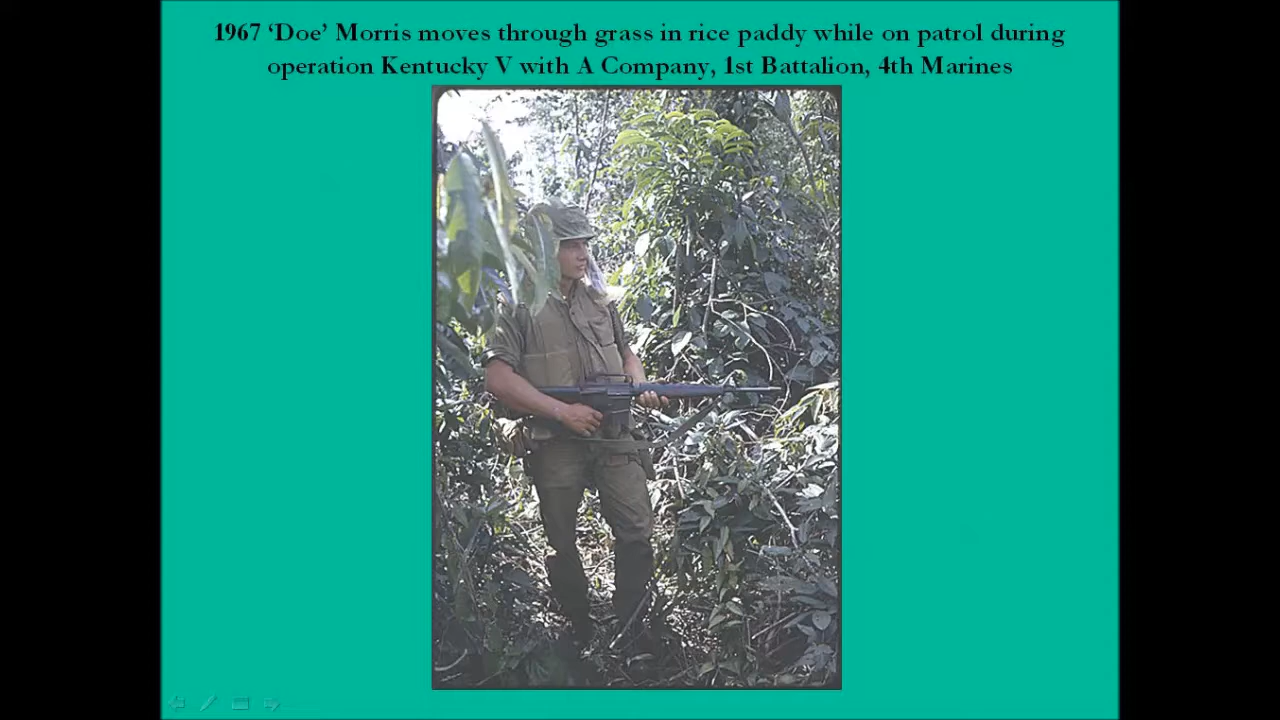 1967 ‘Doe’ Morris moves through grass in rice paddy while on patrol during
operation Kentucky V with A Company, 1st Battalion, 4th Marines